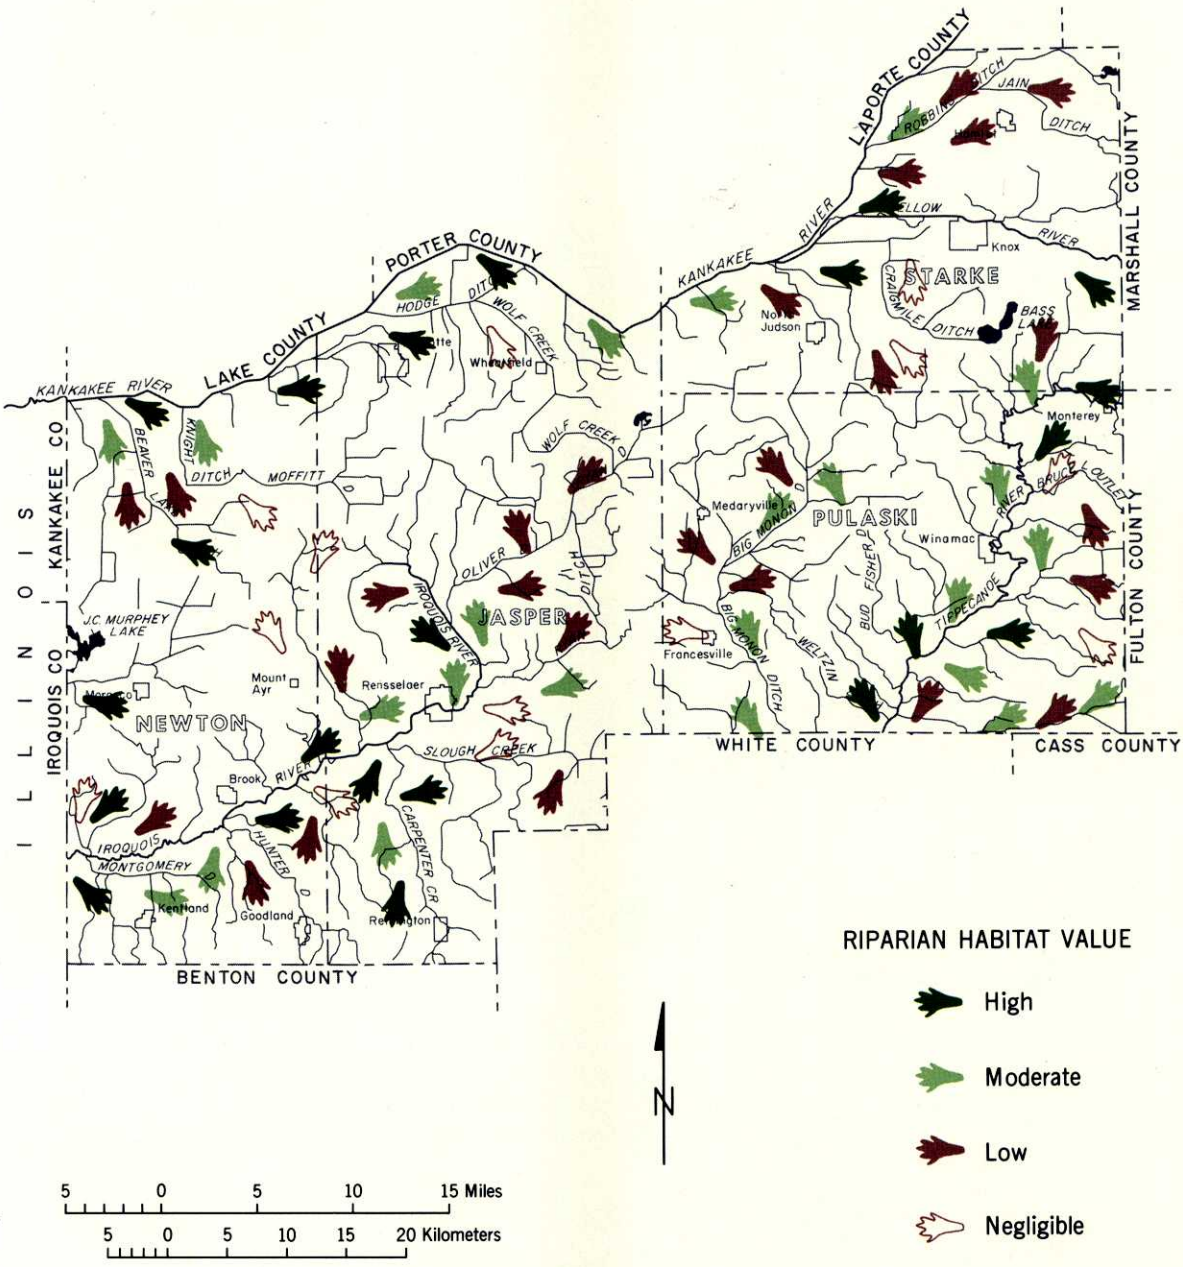 LAPORTE COUNTY
ROBBINS DITCH
JAIN
DITCH
MARSHALL COUNTY
YELLOW
RIVER
Knox
KANKAKEE
RIVER
STARKE
CRAIGMILE DITCH
BASS
Judson
PORTER COUNTY
HODGE
WOLF CREEK
Wheatfield
LAKE COUNTY
KANKAKEE RIVER
BEAVER
KNIGHT
DITCH
MOFFITT
WOLF CREEK
D
Monterey
KANKAKEE CO
ILLINOIS
Medaryville
BIG MONON
D
PULASKI
RIVER
BRUCE
OUTLET
Winamac
FULTON COUNTY
OLIVER
D
DITCH
IROQUOIS RIVER
JASPER
BUD FISHER D
TIPPECANOE
J.C. MURPHEY
LAKE
IROQUOIS CO
Francesville
BIG MONON
DITCH
WELTZIN
Mount
Ayr
Rensselaer
NEWTON
SLOUGH CREEK
WHITE COUNTY
CASS COUNTY
Brook
RIVER
IROQUOIS
MONTGOMERY
D
HUNTER
D
CARPENTER CR
Kentland
Goodland
BENTON COUNTY
RIPARIAN HABITAT VALUE
High
Moderate
Low
Negligible
N
5 0 5 10 15 Miles
5 0 5 10 15 20 Kilometers